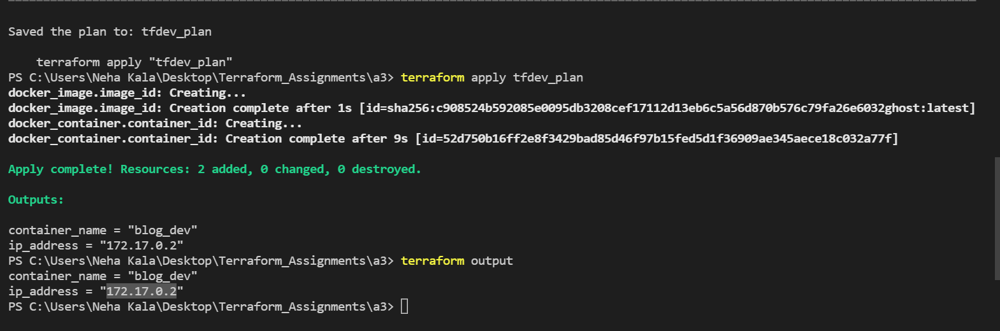 Saved the plan to: tfdev_plan
terraform apply "tfdev_plan"
PS C:\Users\Neha Kala\Desktop\Terraform_Assignments\a3> terraform apply tfdev_plan
docker_image.image_id: Creating...
docker_image.image_id: Creation complete after 1s [id=sha256:c908524b592085e0095db3208cef17112d13eb6c5a56d870b576c79fa26e6032ghost:latest]
docker_container.container_id: Creating...
docker_container.container_id: Creation complete after 9s [id=52d750b16ff2e8f3429bad85d46f97b15fed5d1f36909ae345aece18c032a77f]
Apply complete! Resources: 2 added, 0 changed, 0 destroyed.
Outputs:
container_name = "blog_dev"
ip_address = "172.17.0.2"
PS C:\Users\Neha Kala\Desktop\Terraform_Assignments\a3> terraform output
container_name = "blog_dev"
ip_address = "172.17.0.2"
PS C:\Users\Neha Kala\Desktop\Terraform_Assignments\a3>